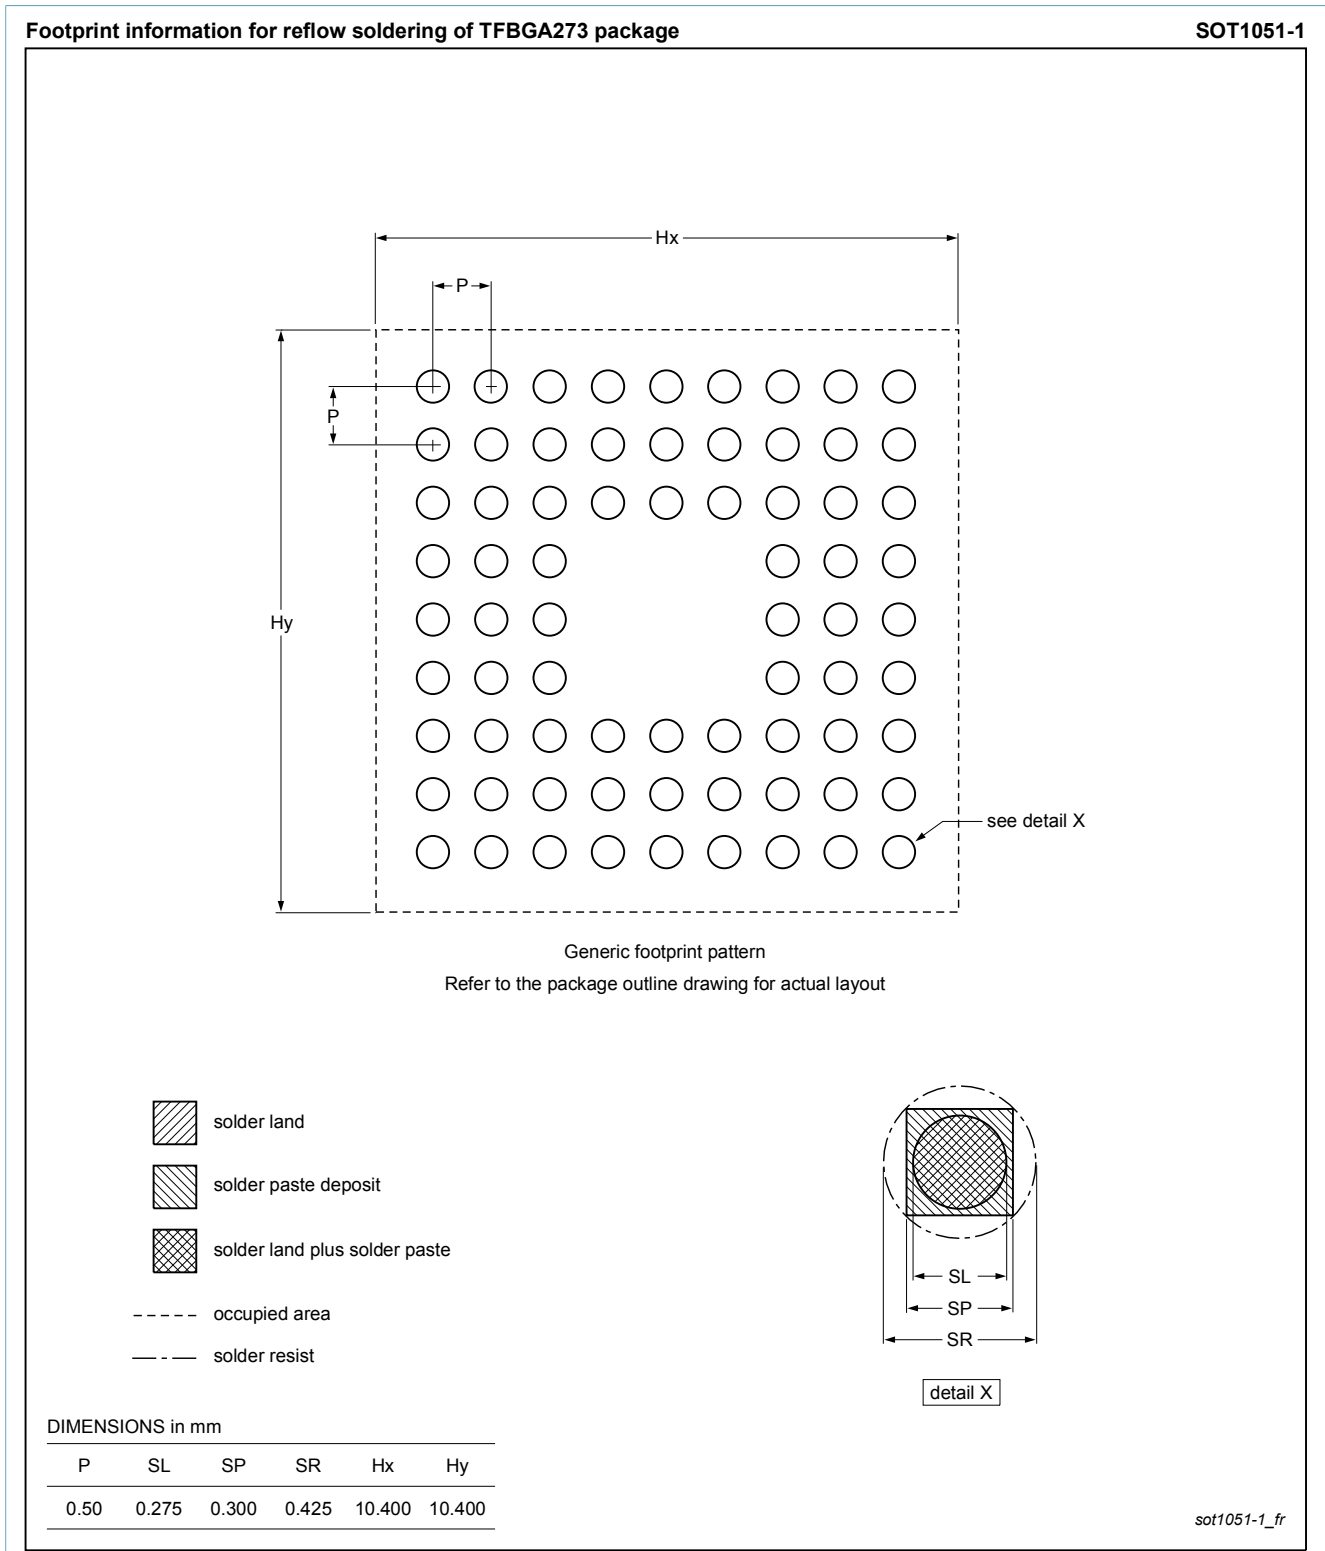 Footprint information for reflow soldering of TFBGA273 package SOT1051-1
Hx
P
P
Hy
see detail X
Generic footprint pattern
Refer to the package outline drawing for actual layout
solder land
solder paste deposit
solder land plus solder paste
occupied area
solder resist
SL
SP
SR
detail X
DIMENSIONS in mm
P SL SP SR Hx Hy
0.50 0.275 0.300 0.425 10.400 10.400
sot1051-1_fr